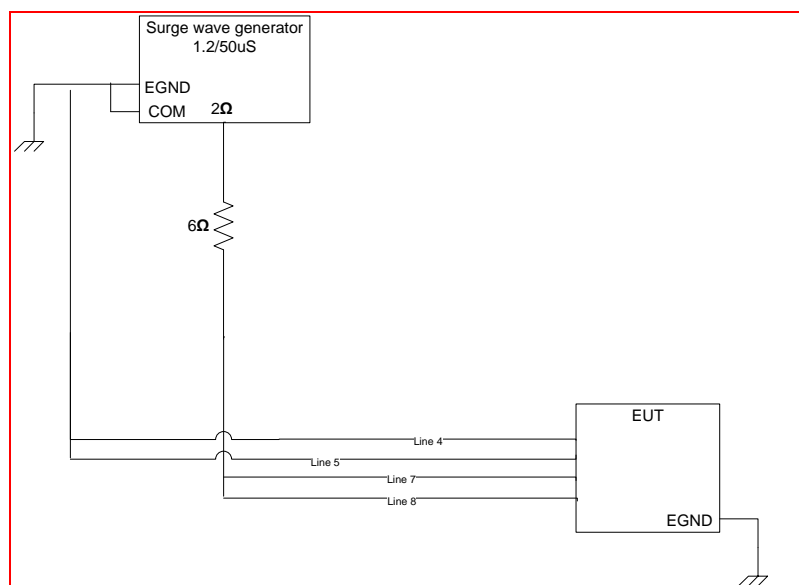 Surge wave generator
1.2/50uS
EGND
COM
2Ω
6Ω
EUT
Line 4
Line 5
Line 7
Line 8
EGND